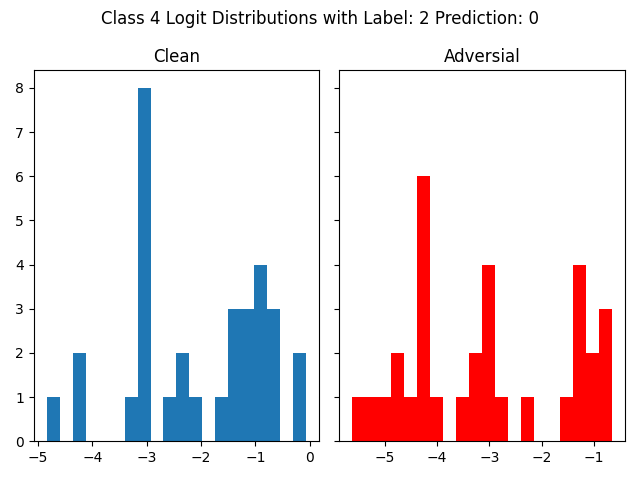 Class 4 Logit Distributions with Label: 2 Prediction: 0
Clean
Adversial
8
7
6
5
4
3
2
1
0
−5 −4 −3 −2 −1 0
−5 −4 −3 −2 −1